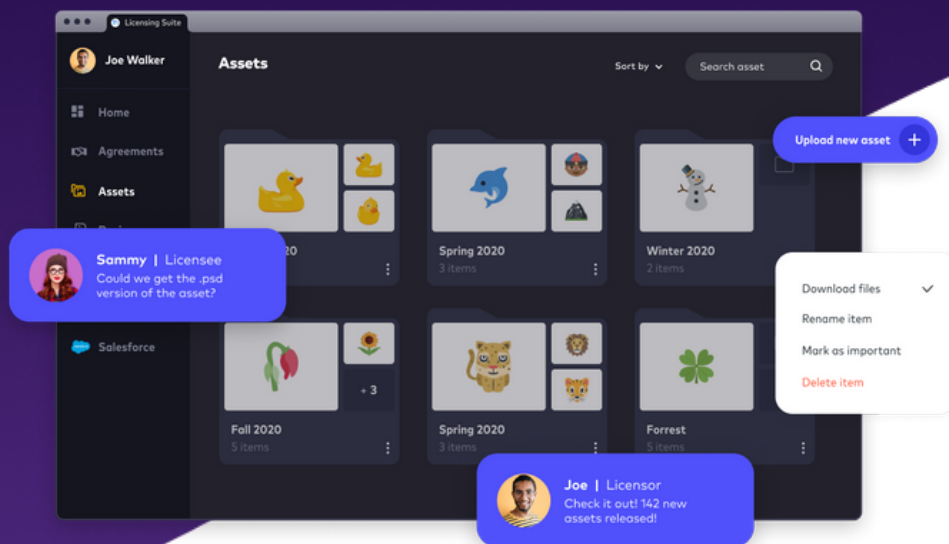 Licensing Suite
Joe Walker
Assets
Sort by
Search asset
Home
Agreements
Assets
Upload new asset
20
Spring 2020
3 items
Winter 2020
2 items
Sammy | Licensee
Could we get the .psd
version of the asset?
Download files
Rename item
Mark as important
Delete item
Salesforce
+ 3
Fall 2020
5 items
Spring 2020
3 items
Forrest
5 items
Joe | Licensor
Check it out! 142 new
assets released!